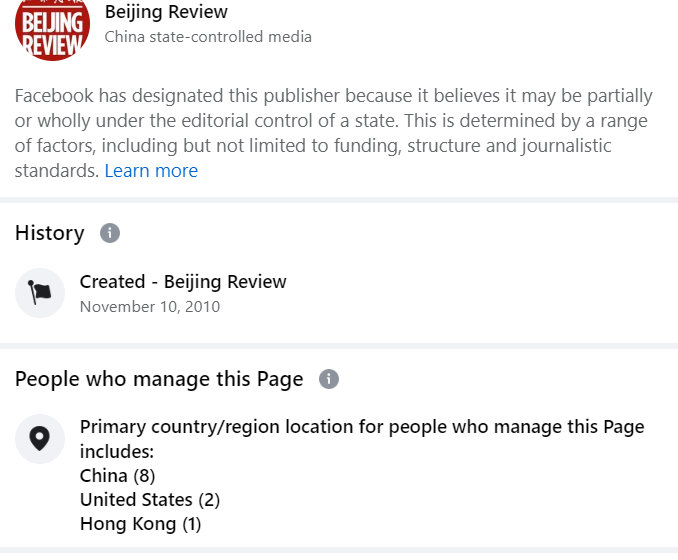 BEIJING
REVIEW
Beijing Review
China state-controlled media
Facebook has designated this publisher because it believes it may be partially
or wholly under the editorial control of a state. This is determined by a range
of factors, including but not limited to funding, structure and journalistic
standards. Learn more
History
Created - Beijing Review
November 10, 2010
People who manage this Page
Primary country/region location for people who manage this Page
includes:
China (8)
United States (2)
Hong Kong (1)